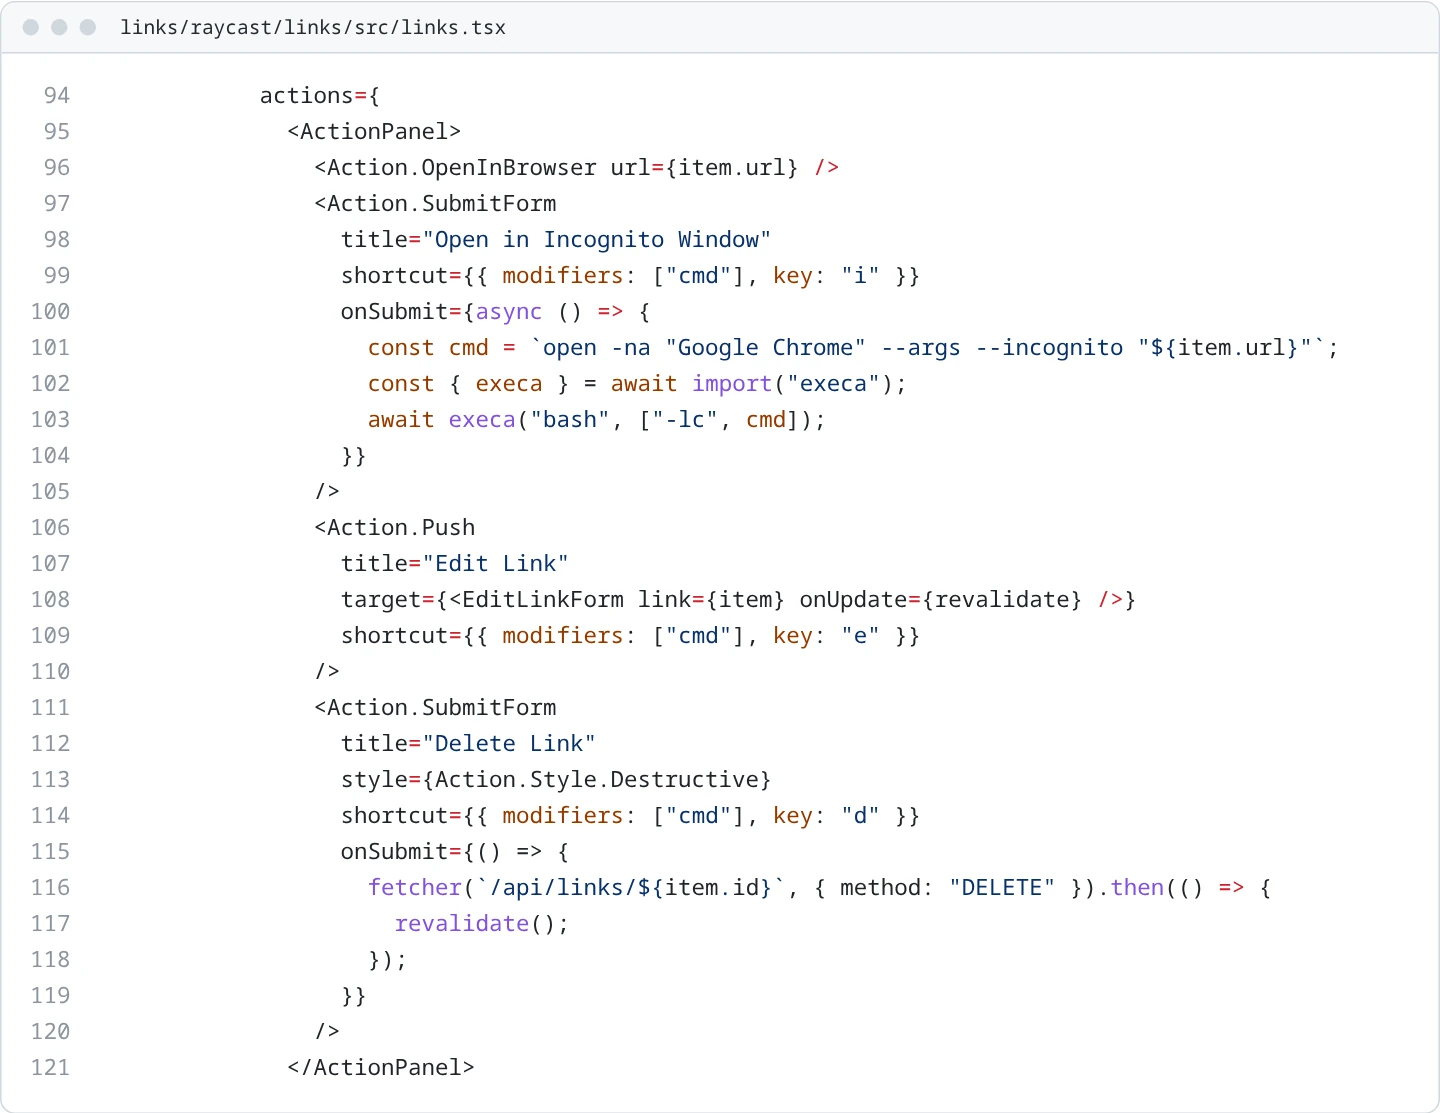 links/raycast/links/src/links.tsx
94 actions={
95 <ActionPanel>
96 <Action.OpenInBrowser url={item.url} />
97 <Action.SubmitForm
98 title="Open in Incognito Window"
99 shortcut={{ modifiers: ["cmd"], key: "i" }}
100 onSubmit={async () => {
101 const cmd = `open -na "Google Chrome" --args --incognito "${item.url}"`;
102 const { execa } = await import("execa");
103 await execa("bash", ["-lc", cmd]);
104 }}
105 />
106 <Action.Push
107 title="Edit Link"
108 target={<EditLinkForm link={item} onUpdate={revalidate} />}
109 shortcut={{ modifiers: ["cmd"], key: "e" }}
110 />
111 <Action.SubmitForm
112 title="Delete Link"
113 style={Action.Style.Destructive}
114 shortcut={{ modifiers: ["cmd"], key: "d" }}
115 onSubmit={() => {
116 fetcher(`/api/links/${item.id}`, { method: "DELETE" }).then(() => {
117 revalidate();
118 });
119 }}
120 />
121 </ActionPanel>